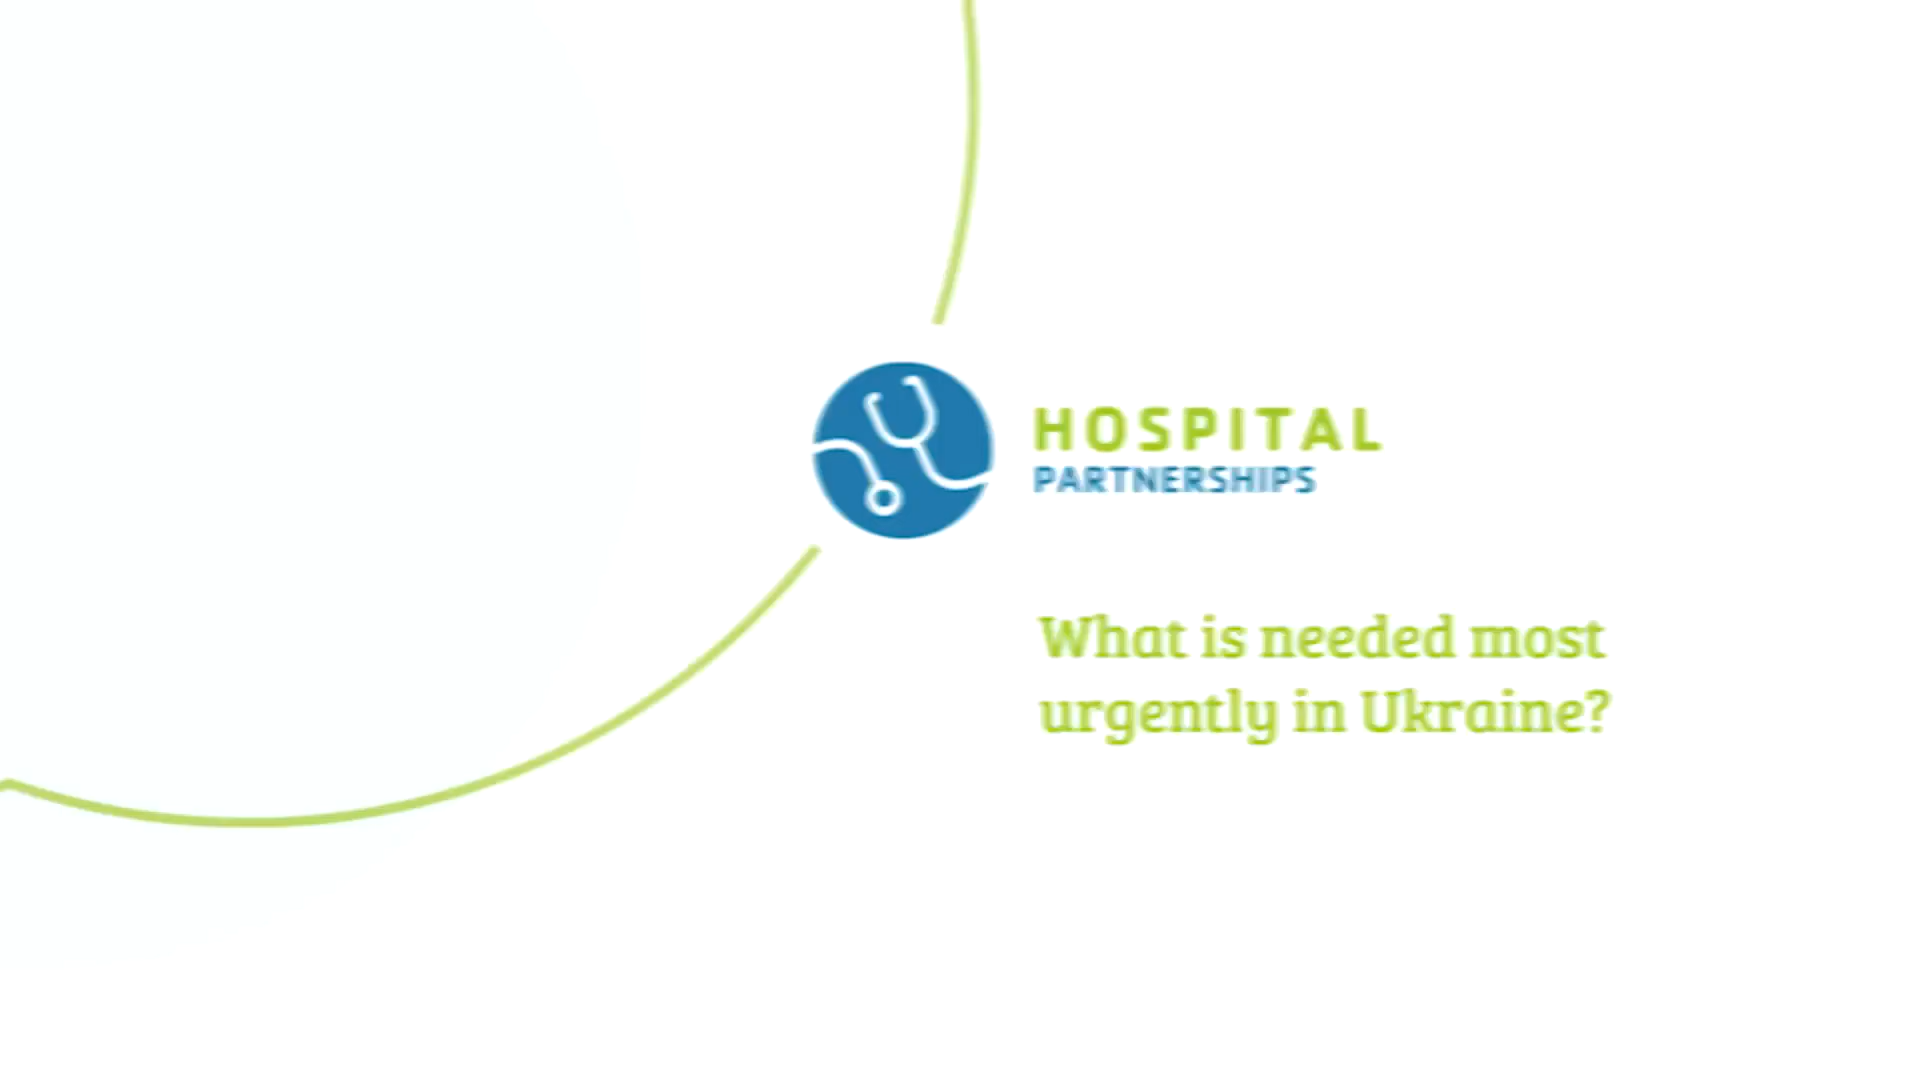 HOSPITAL
PARTNERSHIPS
What is needed most
urgently in Ukraine?